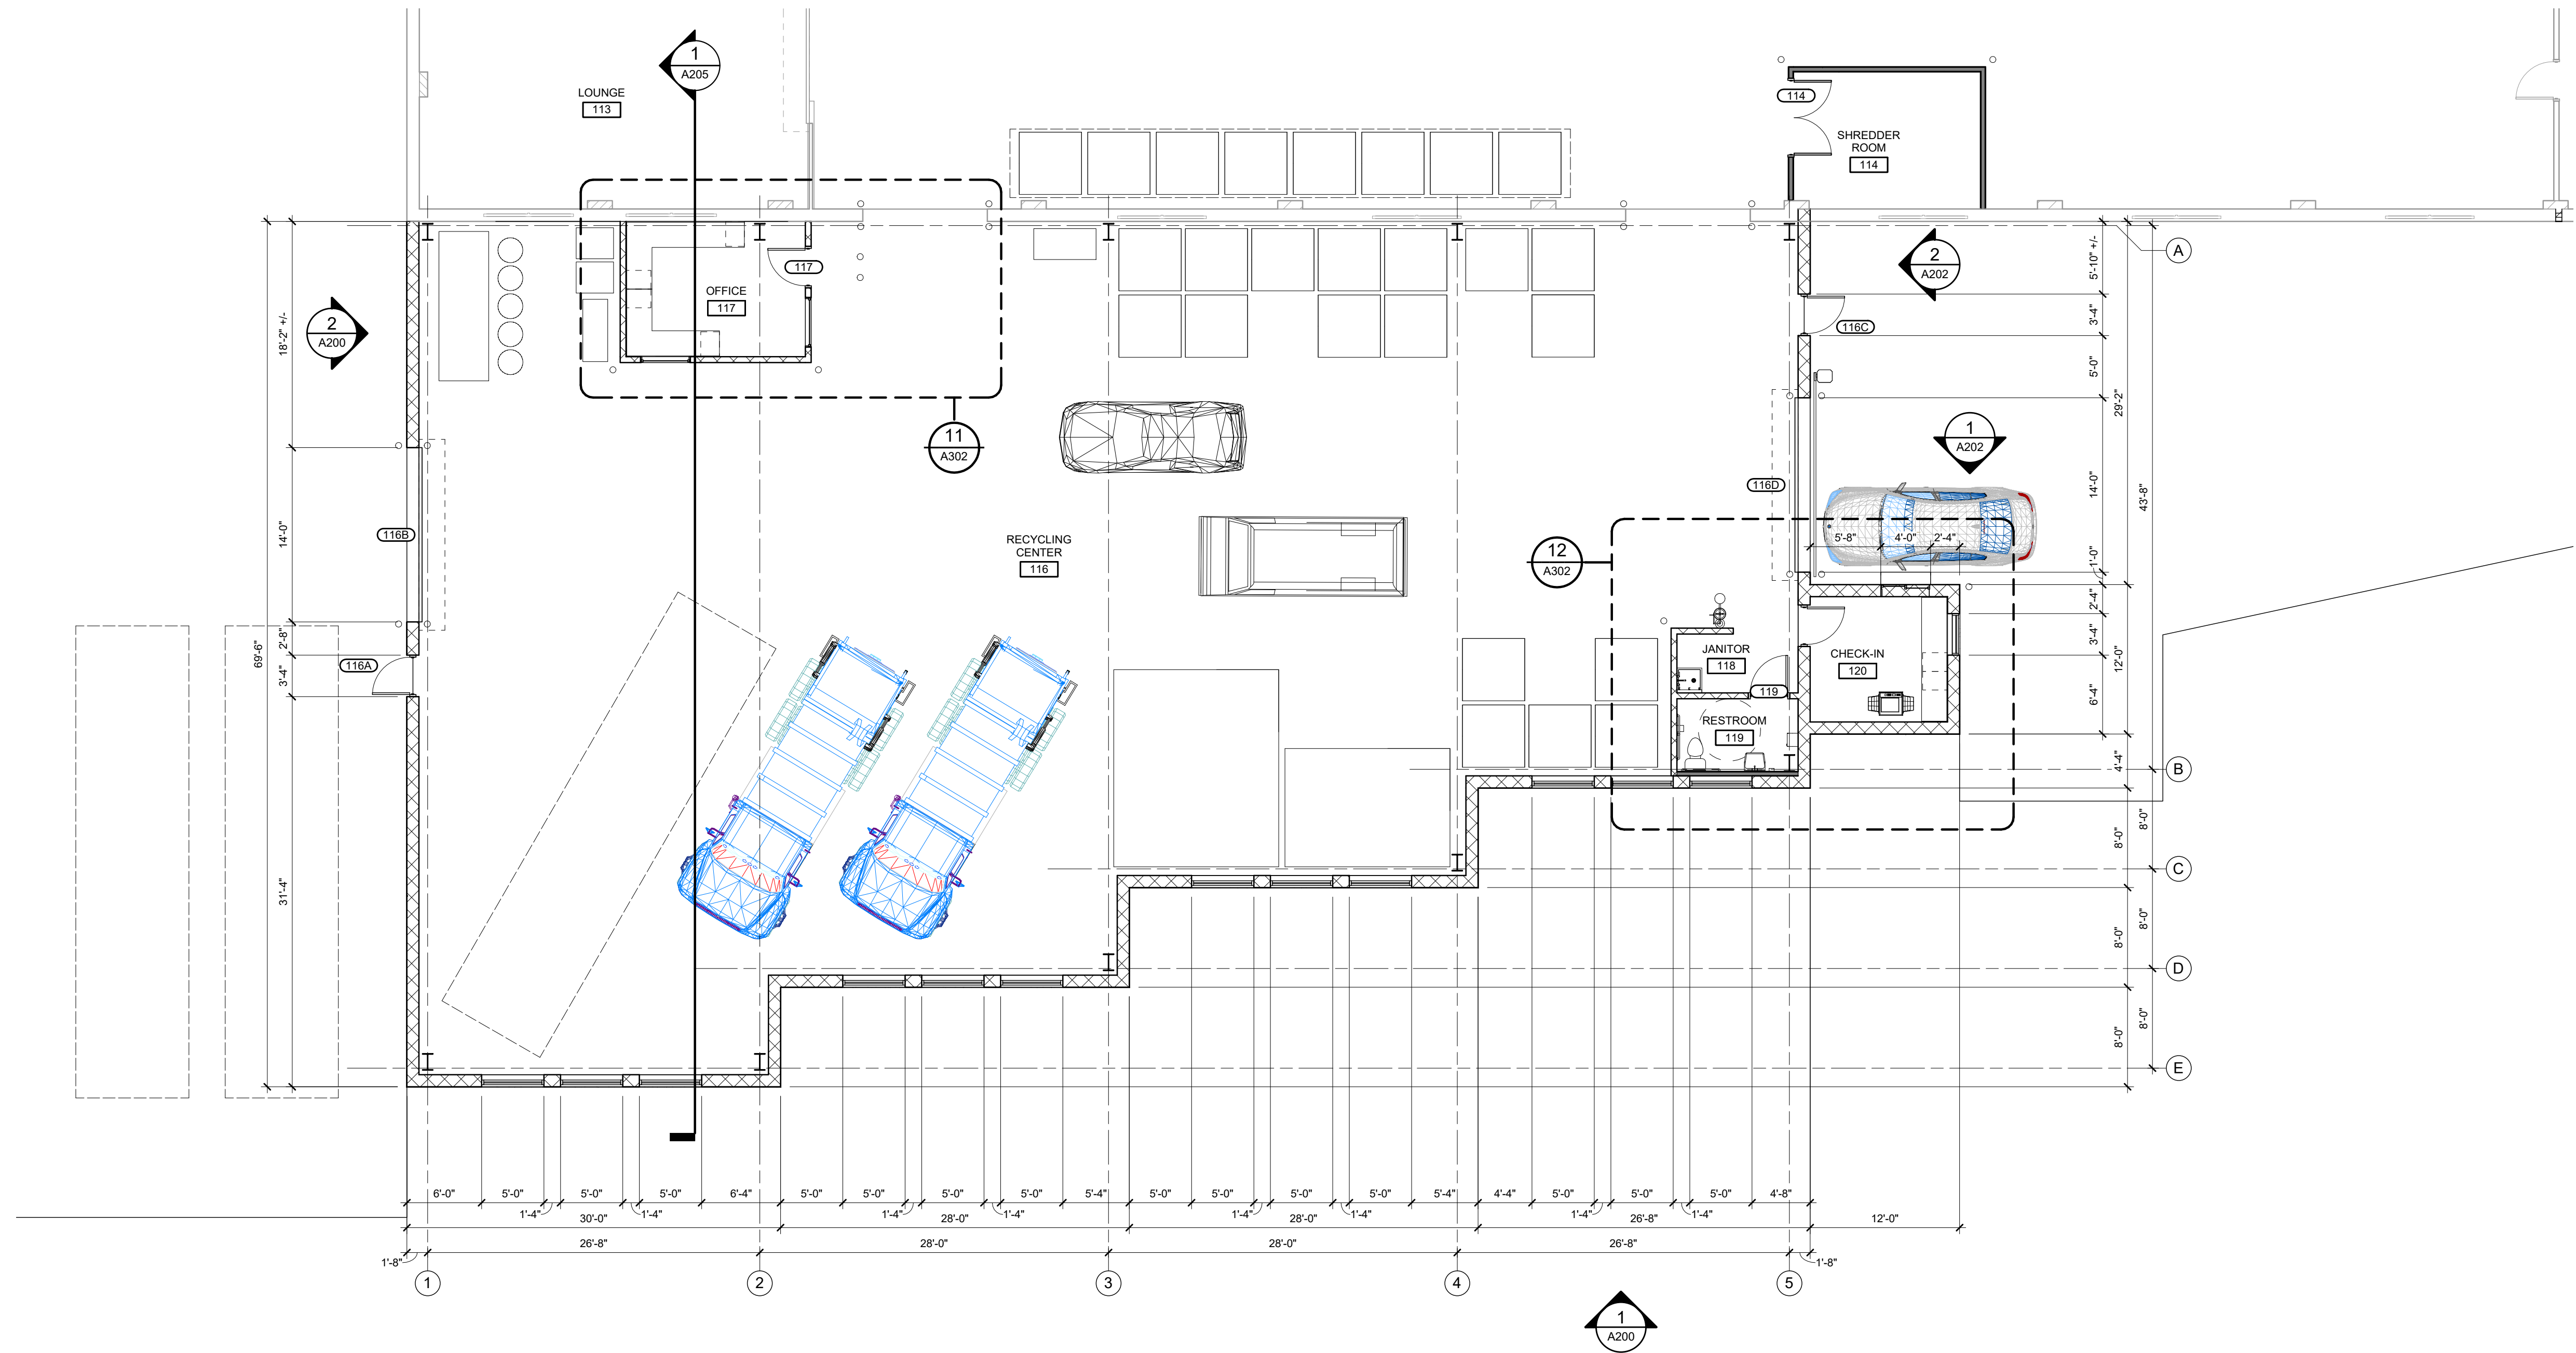 1
A205
LOUNGE
113
114
SHREDDER
ROOM
114
A
2
A202
117
OFFICE
117
116C
2
A200
11
A302
1
A202
116D
116B
RECYCLING
CENTER
116
12
A302
116A
JANITOR
118
CHECK-IN
120
119
RESTROOM
119
B
C
D
E
18'-2" +/-
14'-0"
2'-8"
3'-4"
31'-4"
69'-6"
5'-10" +/-
3'-4"
5'-0"
14'-0"
1'-0"
2'-4"
3'-4"
6'-4"
29'-2"
12'-0"
4'-4"
8'-0"
8'-0"
8'-0"
43'-8"
8'-0"
8'-0"
8'-0"
5'-8" 4'-0" 2'-4"
6'-0" 5'-0" 5'-0" 5'-0" 6'-4" 5'-0" 5'-0" 5'-0" 5'-0" 5'-4" 5'-0" 5'-0" 5'-0" 5'-0" 5'-4" 4'-4" 5'-0" 5'-0" 5'-0" 4'-8"
1'-4" 1'-4" 1'-4" 1'-4" 1'-4" 1'-4" 1'-4" 1'-4"
30'-0" 28'-0" 28'-0" 26'-8" 12'-0"
26'-8" 28'-0" 28'-0" 26'-8"
1'-8" 1'-8"
1 2 3 4 5
1
A200